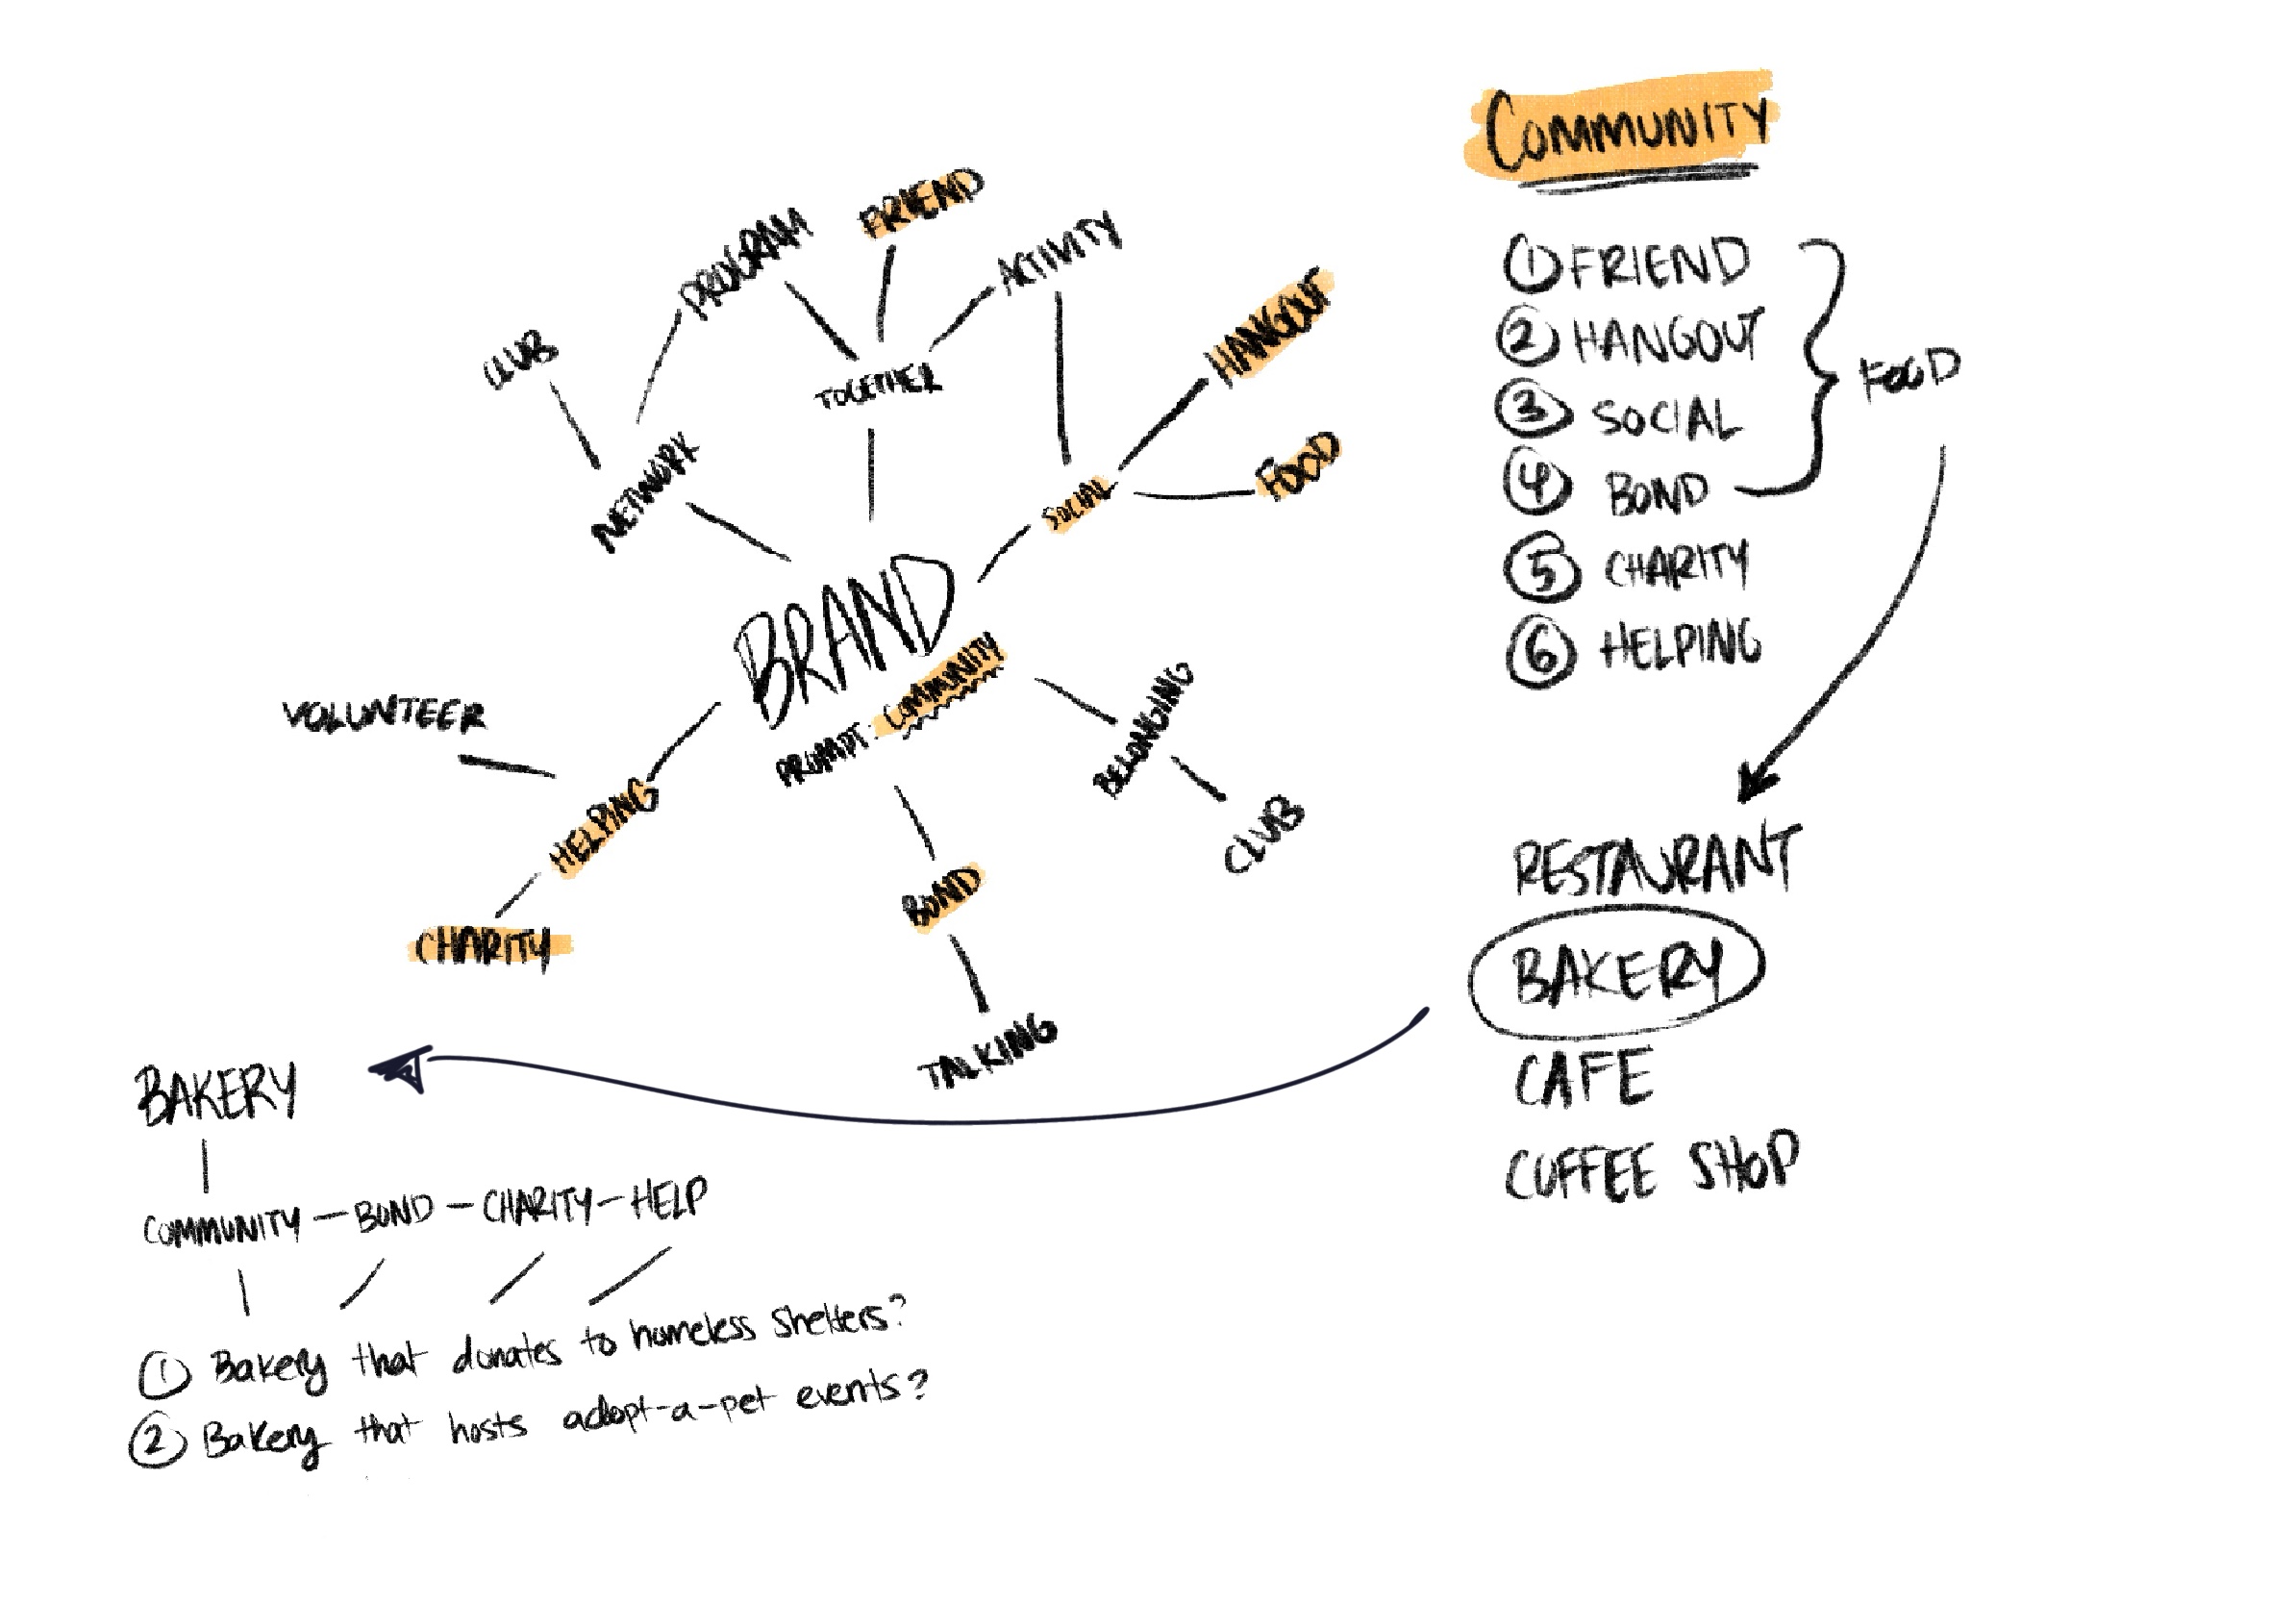 COMMUNITY
① FRIEND
② HANGOUT
③ SOCIAL
④ BOND
⑤ CHARITY
⑥ HELPING
FOOD
RESTAURANT
BAKERY
CAFE
COFFEE SHOP
PROGRAM
FRIEND
ACTIVITY
HANGOUT
CLUB
TOGETHER
NETWORK
SOCIAL
FOOD
BRAND
PROMPT: COMMUNITY
VOLUNTEER
HELPING
CHARITY
BELONGING
CLUB
BOND
TALKING
BAKERY
COMMUNITY – BOND – CHARITY – HELP
① Bakery that donates to homeless shelters?
② Bakery that hosts adopt-a-pet events?